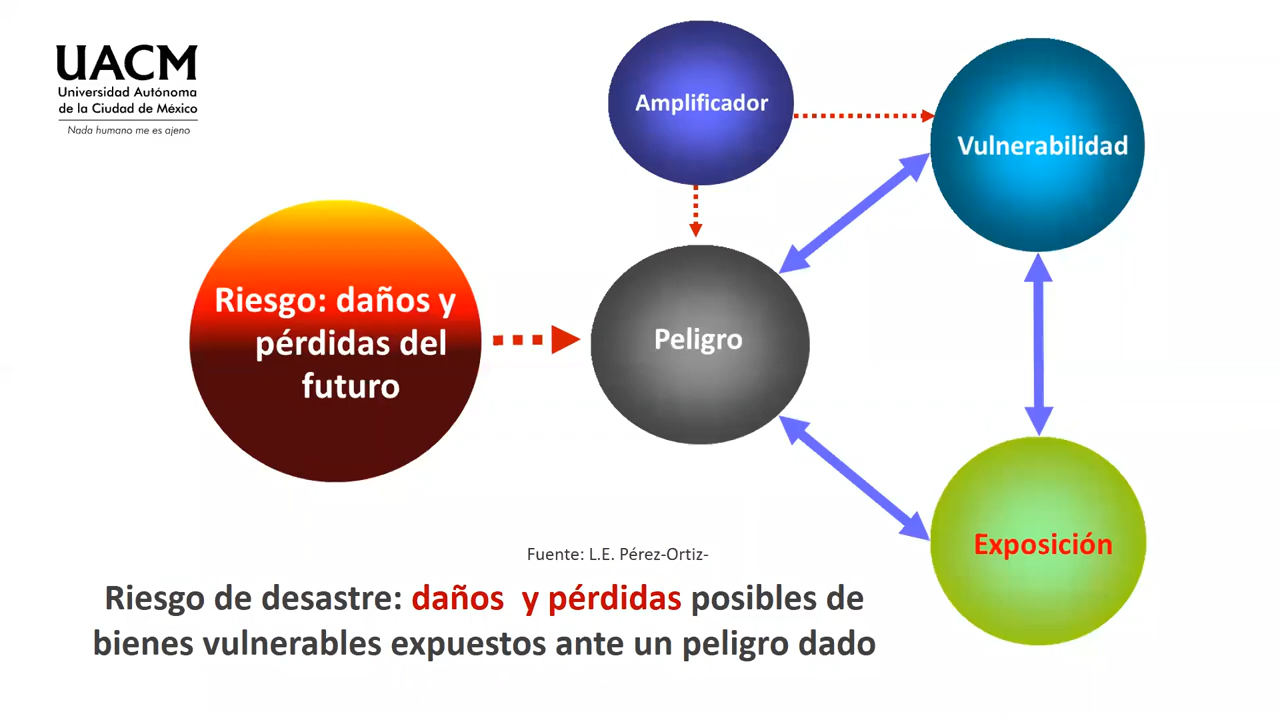 UACM
Universidad Autónoma
de la Ciudad de México
Nada humano me es ajeno
Amplificador
Vulnerabilidad
Riesgo: daños y
pérdidas del
futuro
Peligro
Exposición
Fuente: L.E. Pérez-Ortiz-
Riesgo de desastre: daños y pérdidas posibles de
bienes vulnerables expuestos ante un peligro dado